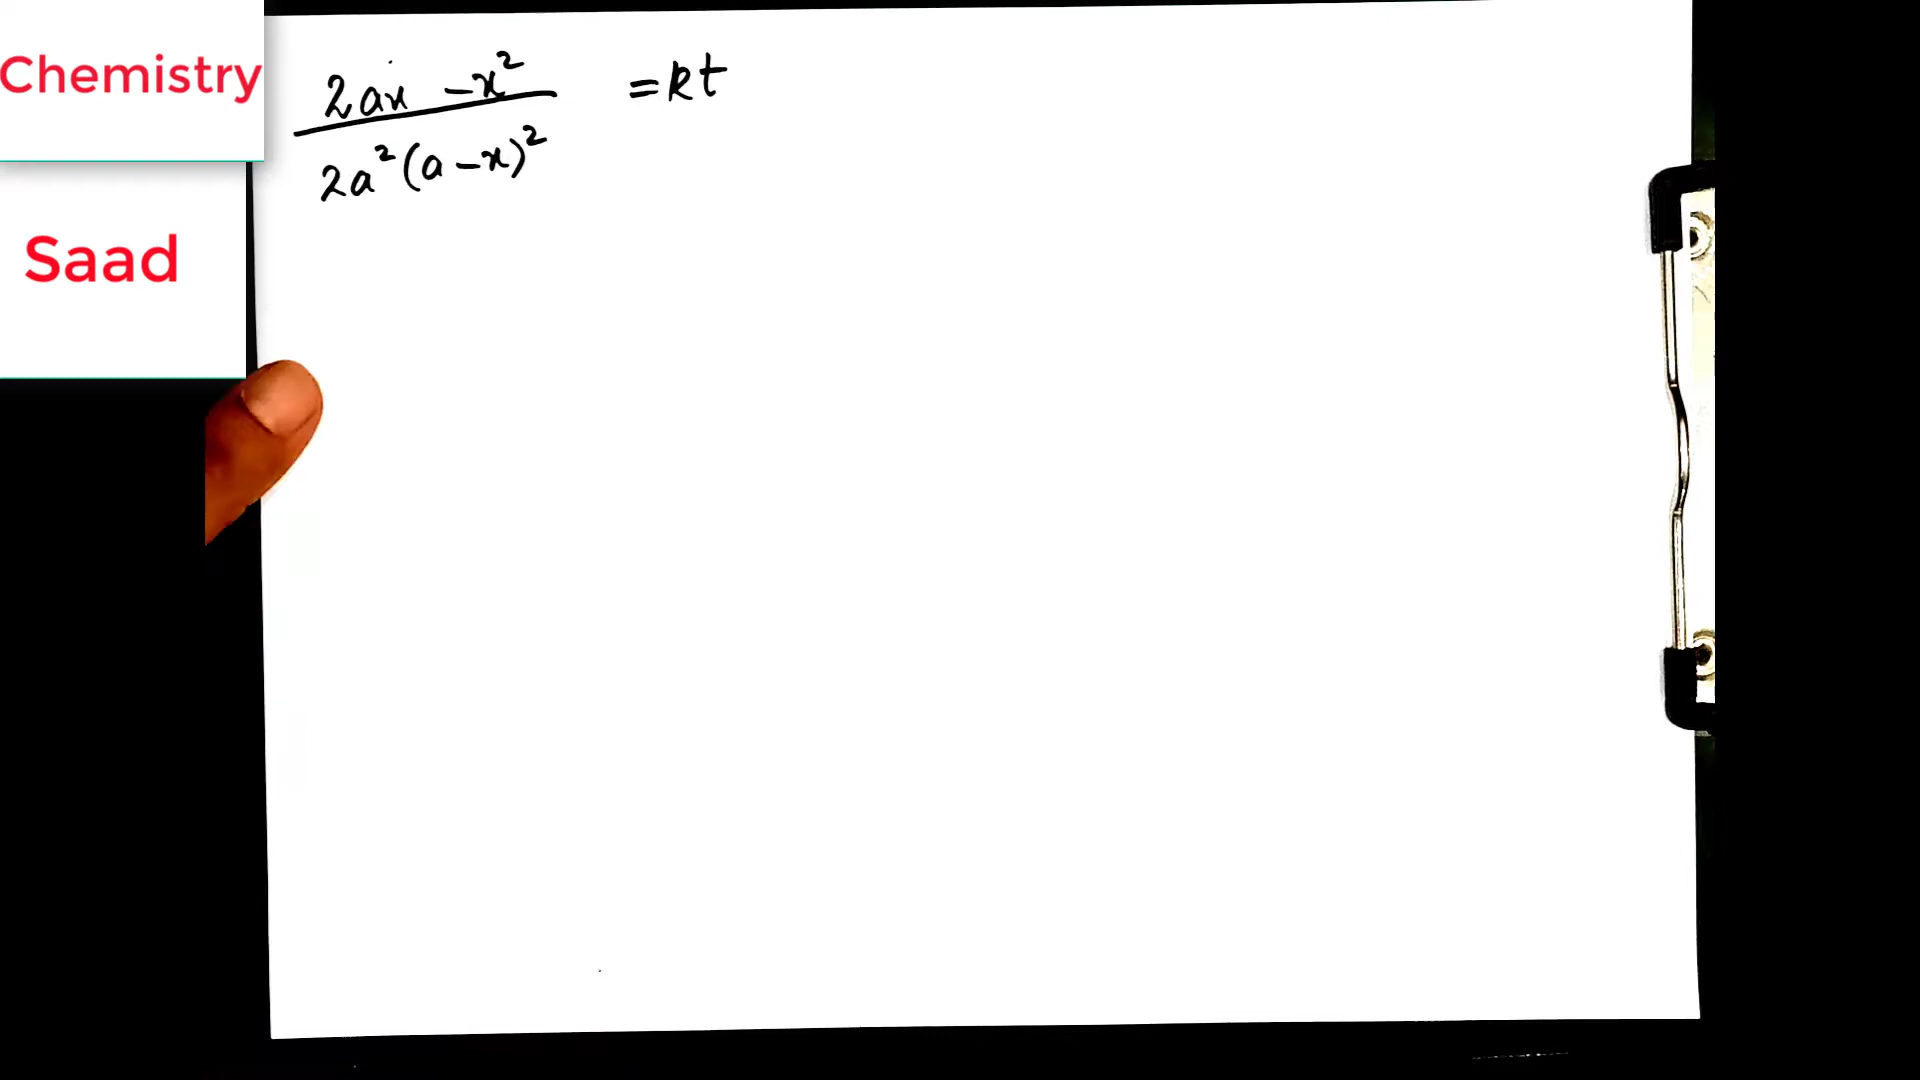 Chemistry
Saad
2ax - x² = kt
2a² (a - x)²